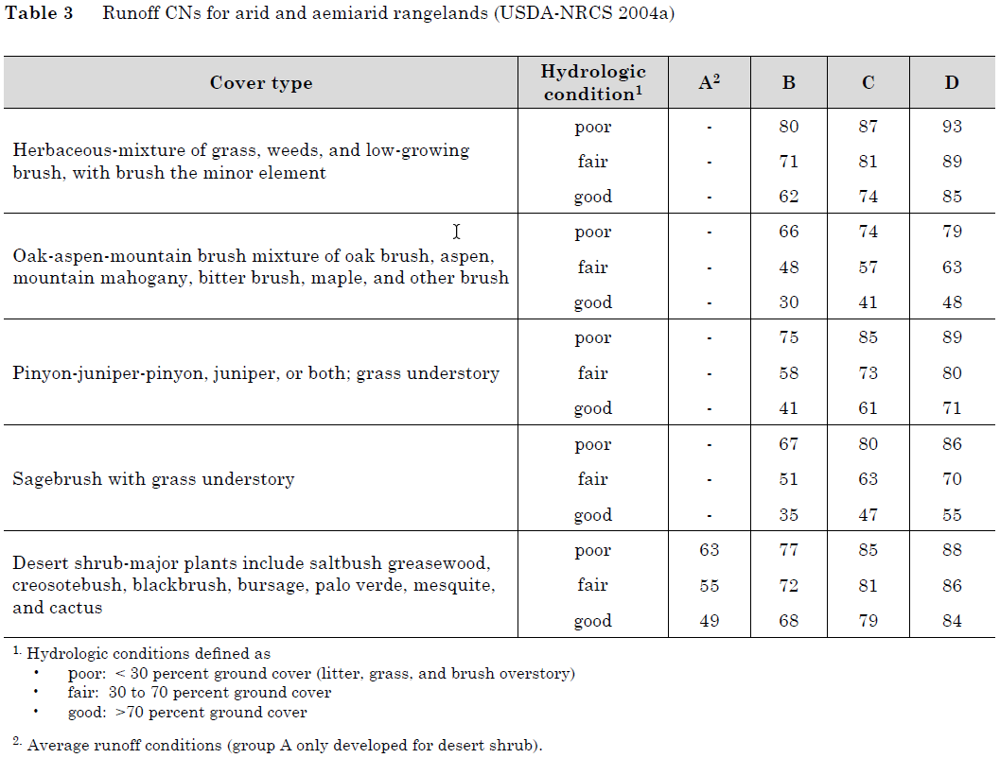 Table 3 Runoff CNs for arid and aemiarid rangelands (USDA-NRCS 2004a)
Cover type Hydrologic condition1 A2 B C D
Herbaceous-mixture of grass, weeds, and low-growing
brush, with brush the minor element
poor - 80 87 93
fair - 71 81 89
good - 62 74 85
Oak-aspen-mountain brush mixture of oak brush, aspen,
mountain mahogany, bitter brush, maple, and other brush
poor - 66 74 79
fair - 48 57 63
good - 30 41 48
Pinyon-juniper-pinyon, juniper, or both; grass understory
poor - 75 85 89
fair - 58 73 80
good - 41 61 71
Sagebrush with grass understory
poor - 67 80 86
fair - 51 63 70
good - 35 47 55
Desert shrub-major plants include saltbush greasewood,
creosotebush, blackbrush, bursage, palo verde, mesquite,
and cactus
poor 63 77 85 88
fair 55 72 81 86
good 49 68 79 84
1. Hydrologic conditions defined as
• poor: < 30 percent ground cover (litter, grass, and brush overstory)
• fair: 30 to 70 percent ground cover
• good: >70 percent ground cover
2. Average runoff conditions (group A only developed for desert shrub).